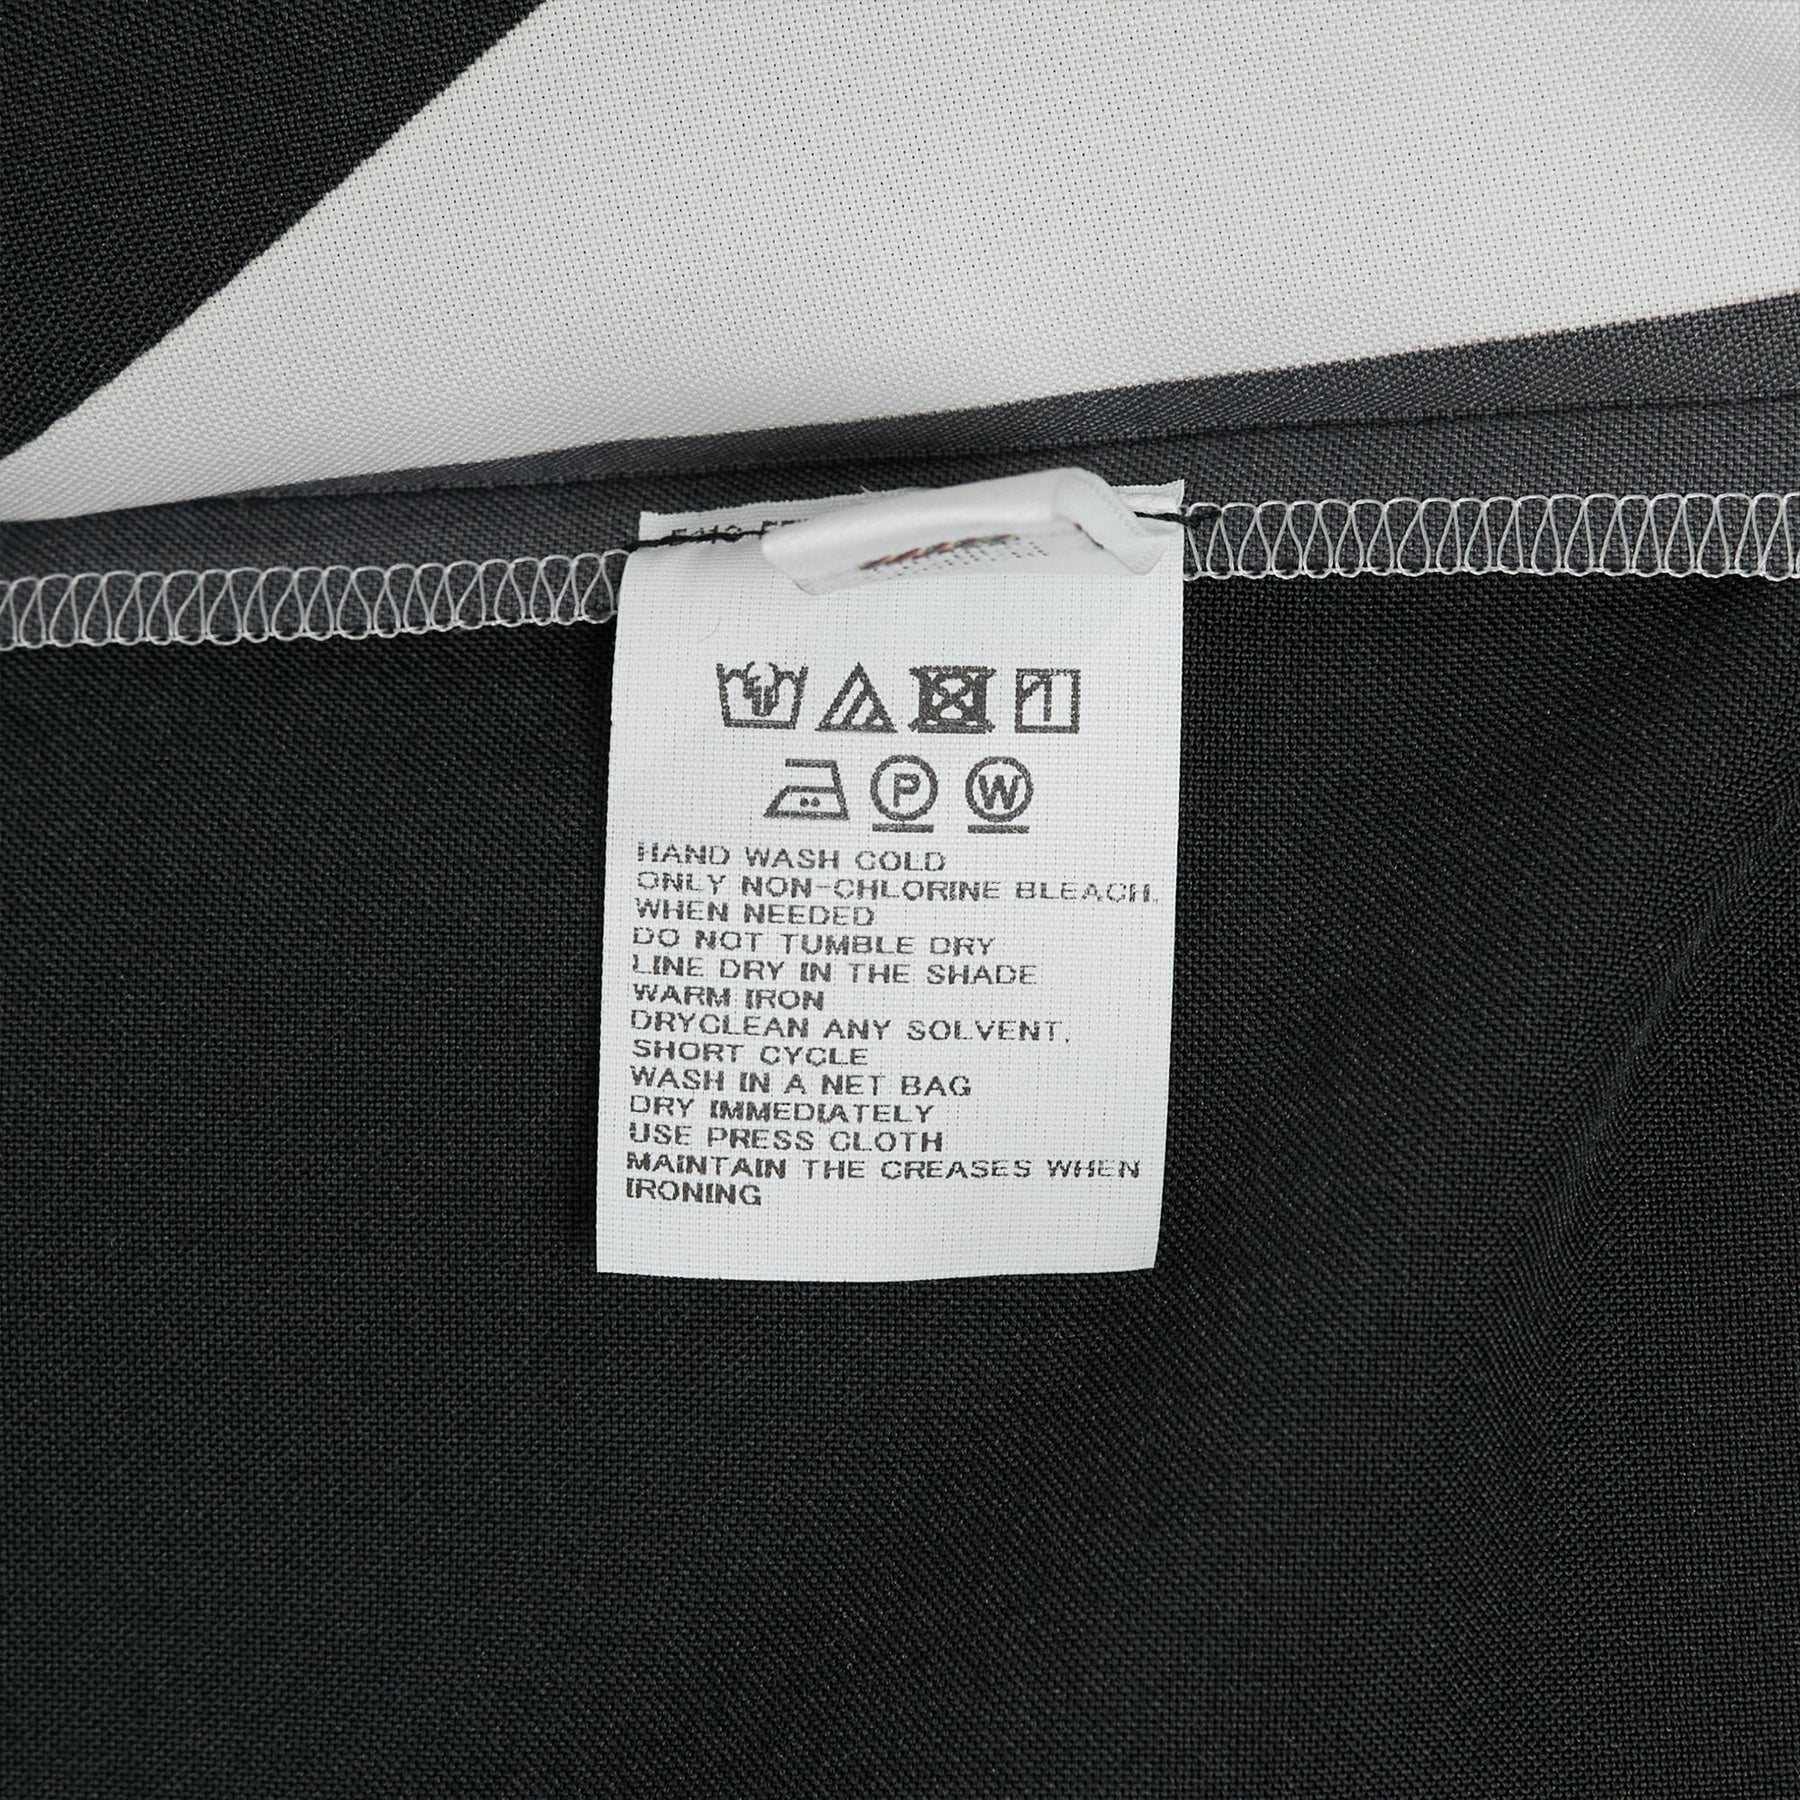 P W
HAND WASH COLD
ONLY NON-CHLORINE BLEACH,
WHEN NEEDED
DO NOT TUMBLE DRY
LINE DRY IN THE SHADE
WARM IRON
DRYCLEAN ANY SOLVENT,
SHORT CYCLE
WASH IN A NET BAG
DRY IMMEDIATELY
USE PRESS CLOTH
MAINTAIN THE CREASES WHEN
IRONING